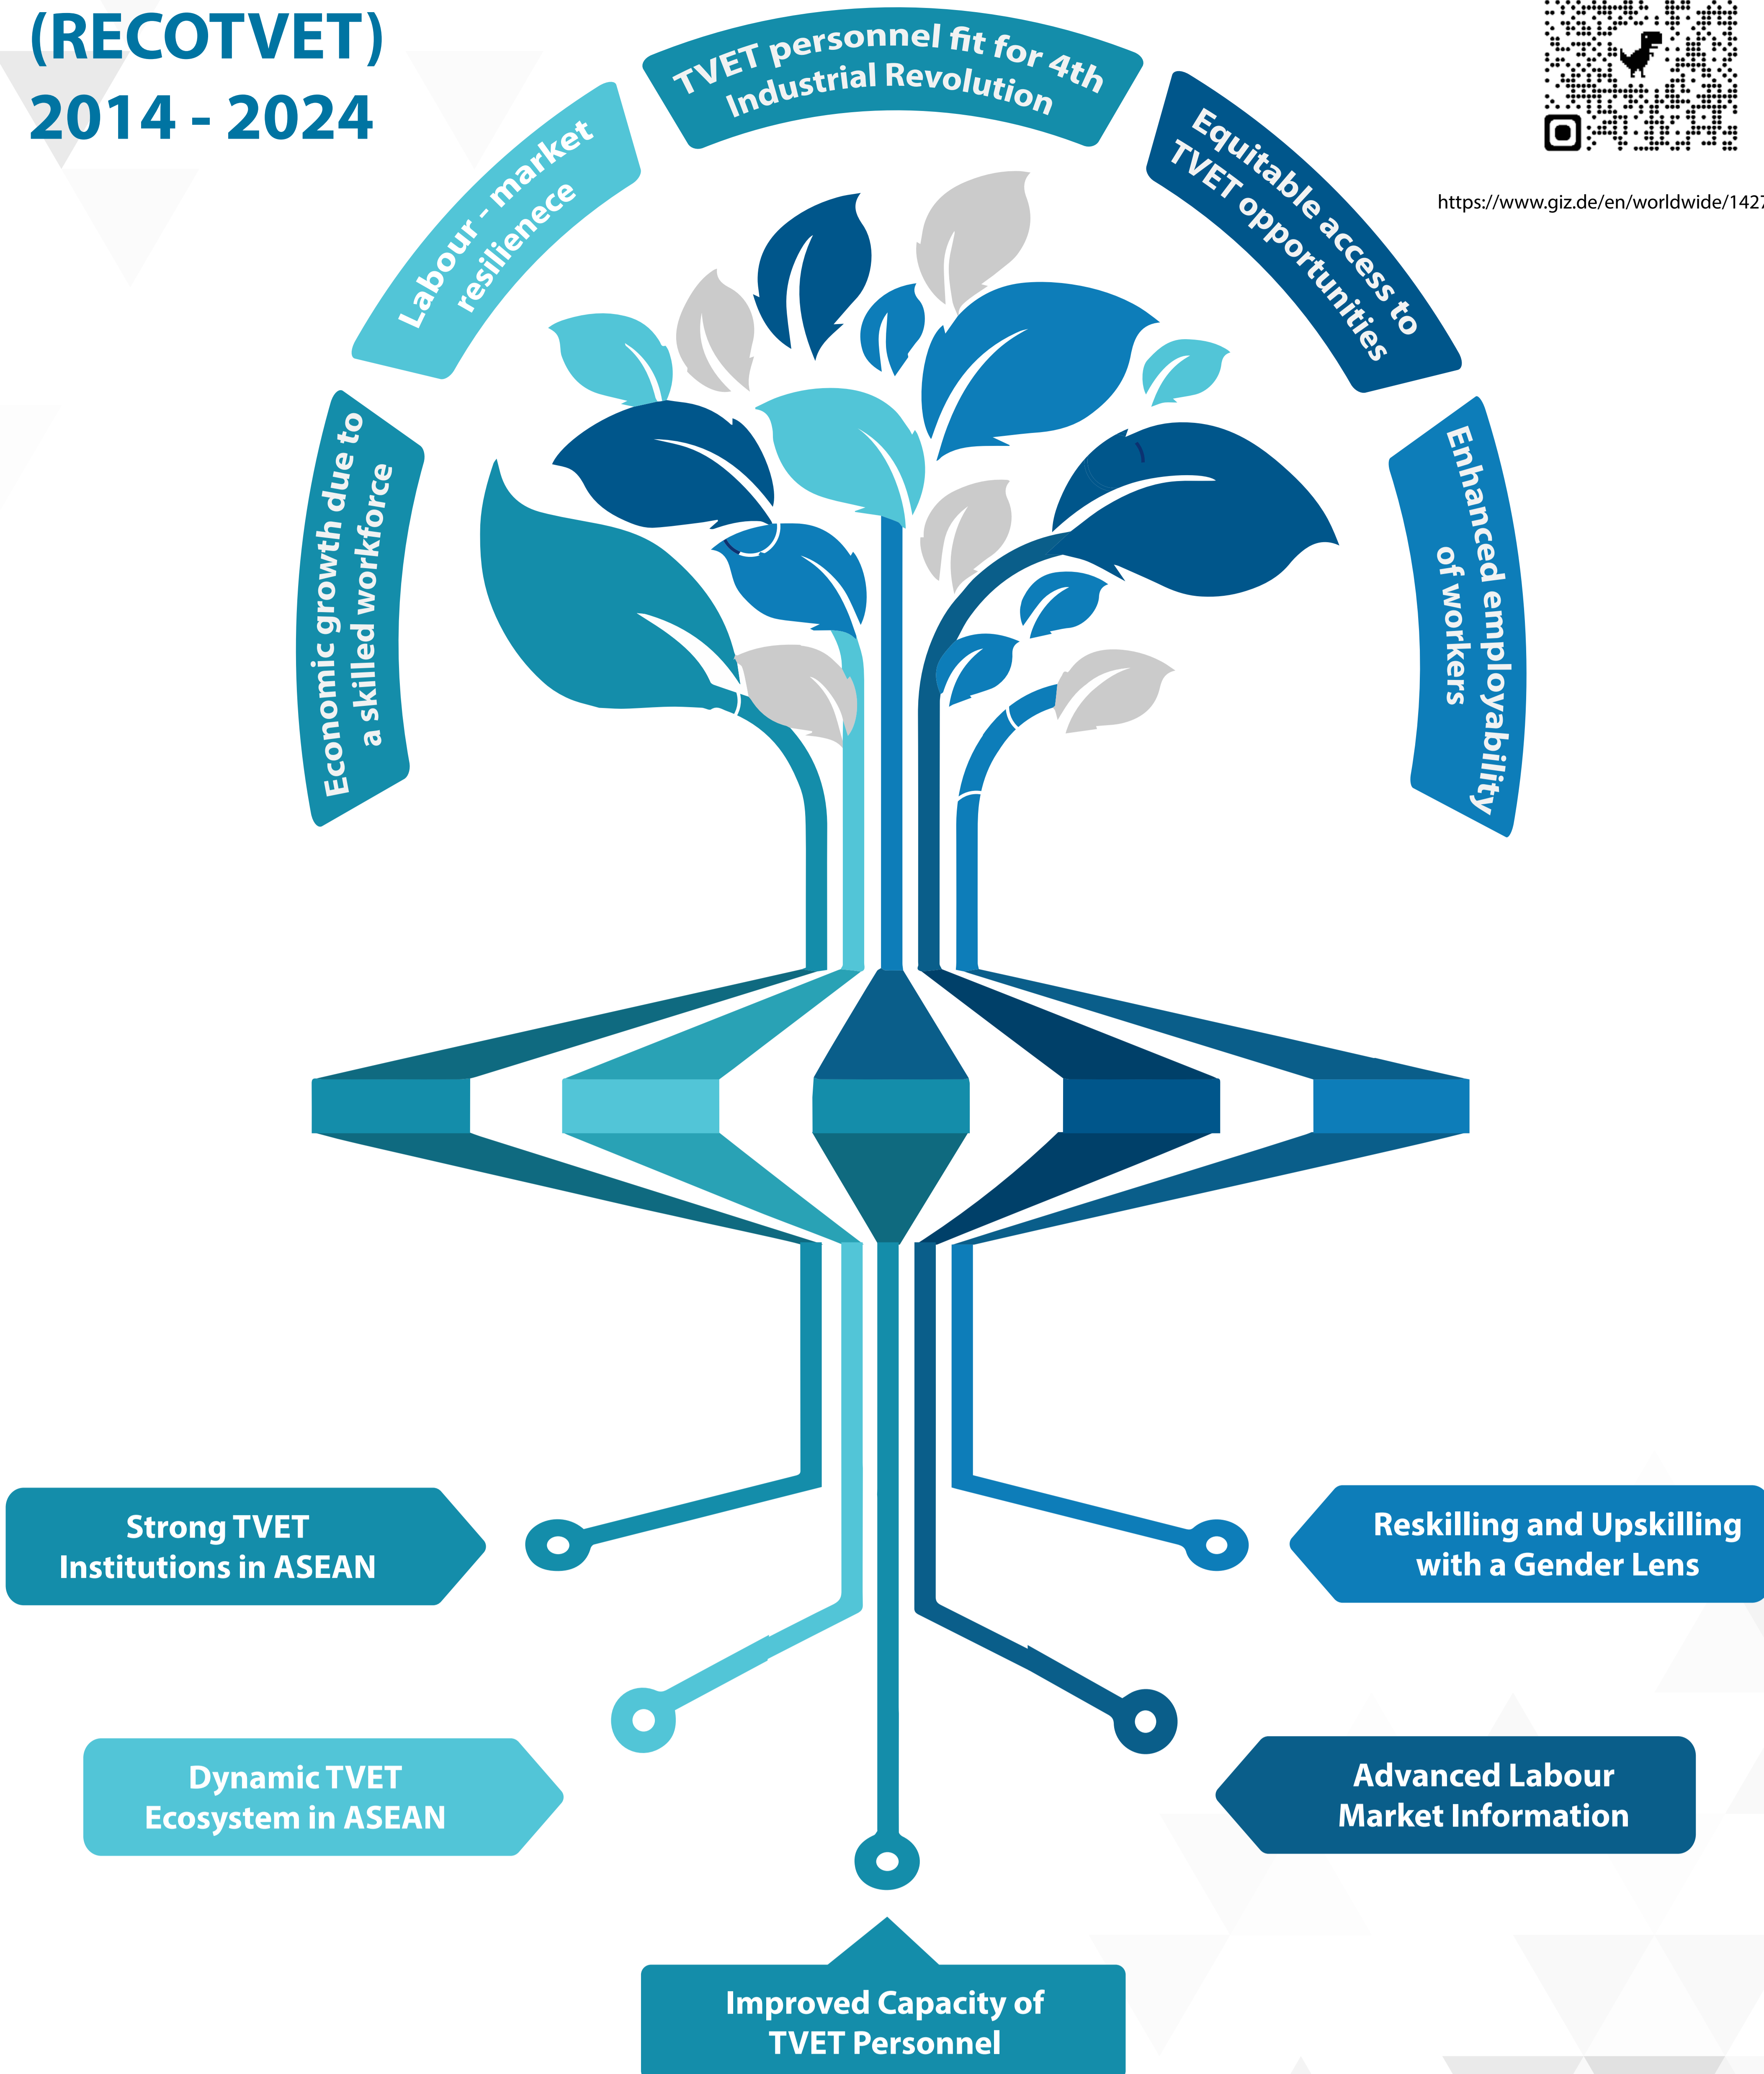 (RECOTVET)
2014 - 2024
https://www.giz.de/en/worldwide/1427
TVET personnel fit for 4th
Industrial Revolution
Labour - market
resilienece
Equitable access to
TVET opportunities
Economic growth due to
a skilled workforce
Enhanced employability
of workers
Strong TVET
Institutions in ASEAN
Reskilling and Upskilling
with a Gender Lens
Dynamic TVET
Ecosystem in ASEAN
Advanced Labour
Market Information
Improved Capacity of
TVET Personnel